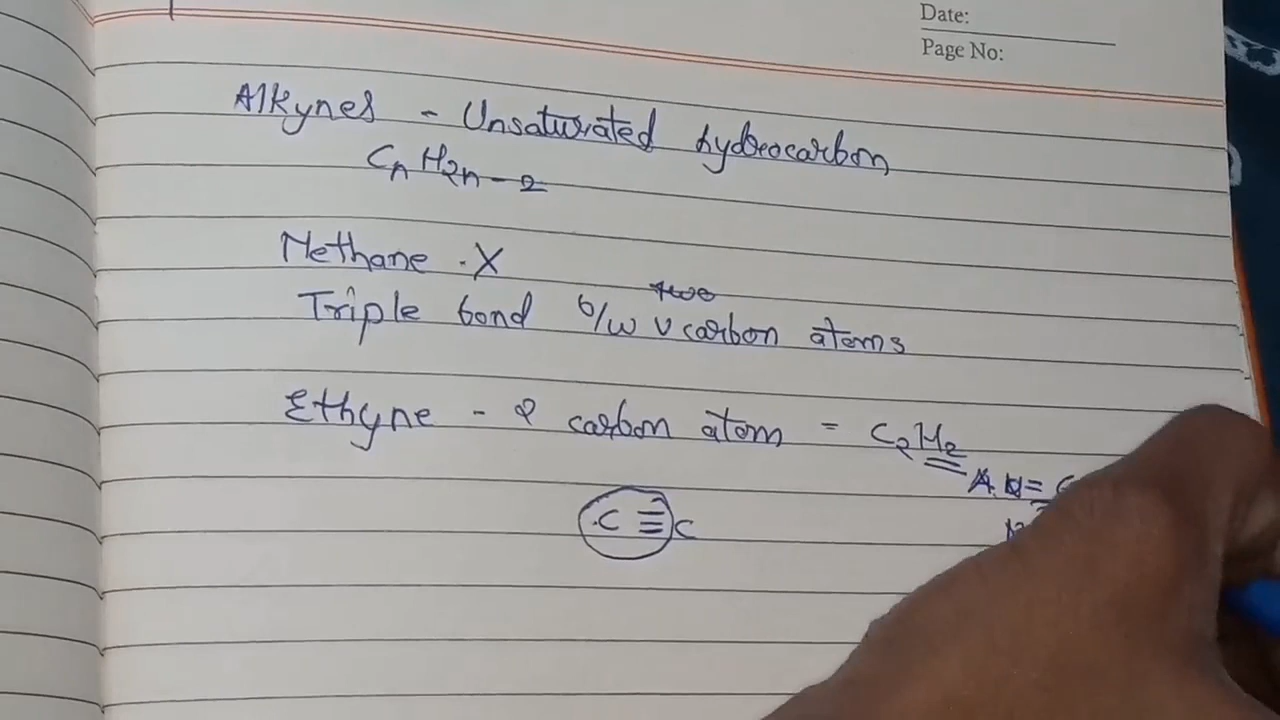 Date:
Page No:
Alkynes - Unsaturated hydrocarbon
CnH2n-2
Methane . X
two
Triple bond b/w carbon atoms
Ethyne - 2 carbon atom = C2H2
A.N =
.C ≡ C